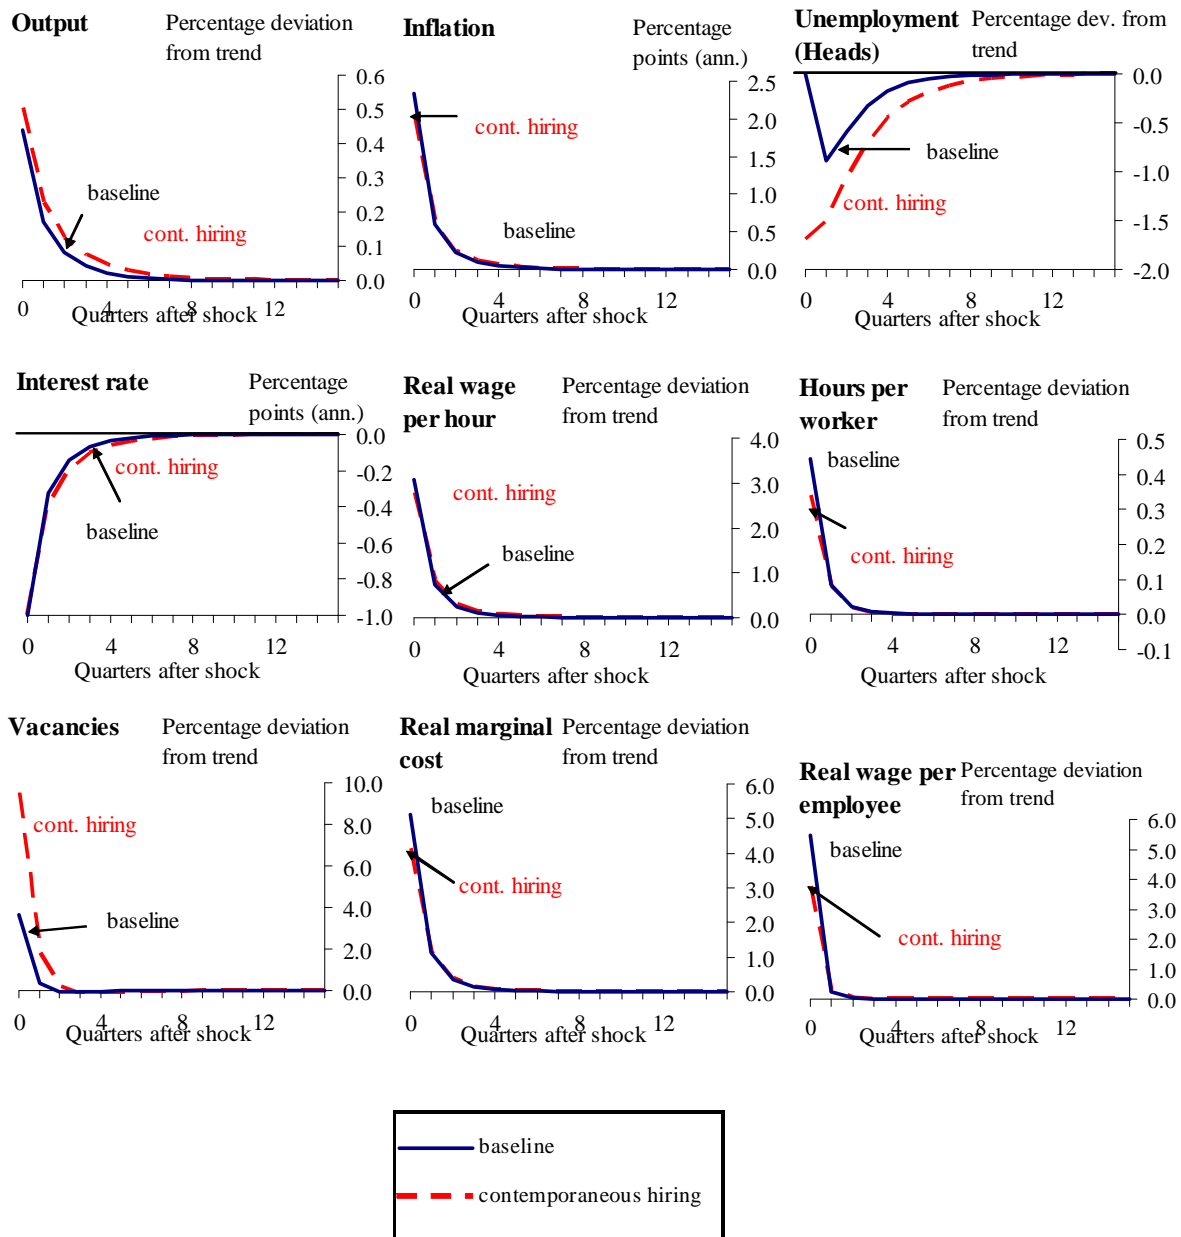 Output
Percentage deviation
from trend
0.6
0.5
0.4
0.3
0.2
0.1
0.0
baseline
cont. hiring
0 4 8 12
Quarters after shock
Inflation
Percentage
points (ann.)
2.5
2.0
1.5
1.0
0.5
0.0
cont. hiring
baseline
0 4 8 12
Quarters after shock
Unemployment
(Heads)
Percentage dev. from
trend
0.0
-0.5
-1.0
-1.5
-2.0
baseline
cont. hiring
0 4 8 12
Quarters after shock
Interest rate
Percentage
points (ann.)
0.0
-0.2
-0.4
-0.6
-0.8
-1.0
cont. hiring
baseline
0 4 8 12
Quarters after shock
Real wage
per hour
Percentage deviation
from trend
4.0
3.0
2.0
1.0
0.0
cont. hiring
baseline
0 4 8 12
Quarters after shock
Hours per
worker
Percentage deviation
from trend
0.5
0.4
0.3
0.2
0.1
0.0
-0.1
baseline
cont. hiring
0 4 8 12
Quarters after shock
Vacancies
Percentage deviation
from trend
10.0
8.0
6.0
4.0
2.0
0.0
cont. hiring
baseline
0 4 8 12
Quarters after shock
Real marginal
cost
Percentage deviation
from trend
6.0
5.0
4.0
3.0
2.0
1.0
0.0
baseline
cont. hiring
0 4 8 12
Quarters after shock
Real wage per
employee
Percentage deviation
from trend
6.0
5.0
4.0
3.0
2.0
1.0
0.0
baseline
cont. hiring
0 4 8 12
Quarters after shock
baseline
contemporaneous hiring